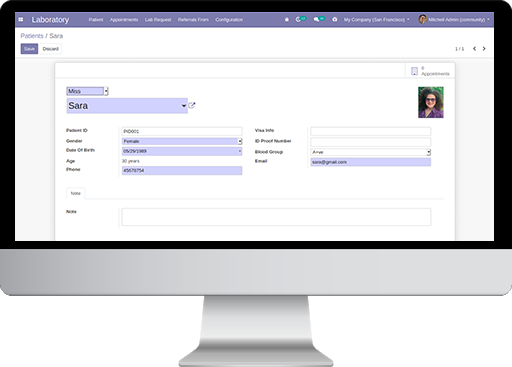 Laboratory Patient Appointments Lab Request Referrals From Configuration My Company (San Francisco) Mitchell Admin (community)
Patients / Sara
Save Discard 1 / 1
0
Appointments
Miss
Sara
Patient ID PID001 Visa Info
Gender Female ID Proof Number
Date Of Birth 05/29/1989 Blood Group A+ve
Age 30 years Email sara@gmail.com
Phone 45678754
Note
Note